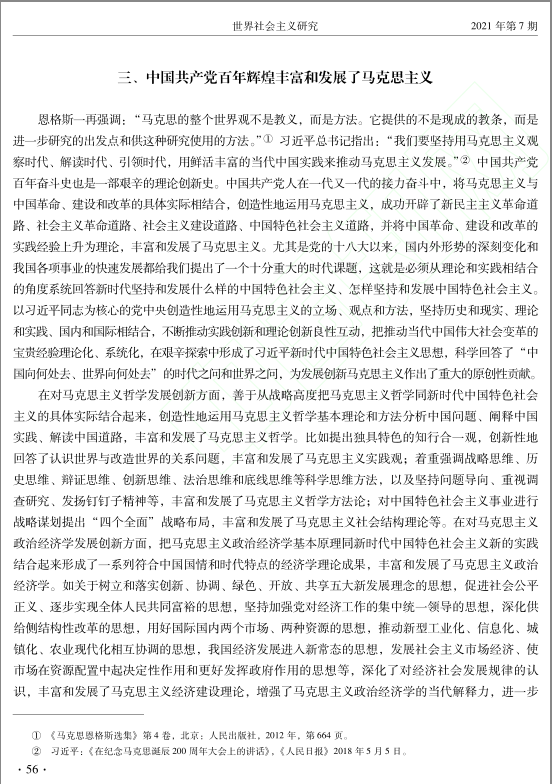 世界社会主义研究
2021 年第 7 期
三、中国共产党百年辉煌丰富和发展了马克思主义
恩格斯一再强调：“马克思的整个世界观不是教义，而是方法。它提供的不是现成的教条，而是
进一步研究的出发点和供这种研究使用的方法。”① 习近平总书记指出：“我们要坚持用马克思主义观
察时代、解读时代、引领时代，用鲜活丰富的当代中国实践来推动马克思主义发展。”② 中国共产党
百年奋斗史也是一部艰辛的理论创新史。中国共产党人在一代又一代的接力奋斗中，将马克思主义与
中国革命、建设和改革的具体实际相结合，创造性地运用马克思主义，成功开辟了新民主主义革命道
路、社会主义革命道路、社会主义建设道路、中国特色社会主义道路，并将中国革命、建设和改革的
实践经验上升为理论，丰富和发展了马克思主义。尤其是党的十八大以来，国内外形势的深刻变化和
我国各项事业的快速发展都给我们提出了一个十分重大的时代课题，这就是必须从理论和实践相结合
的角度系统回答新时代坚持和发展什么样的中国特色社会主义、怎样坚持和发展中国特色社会主义。
以习近平同志为核心的党中央创造性地运用马克思主义的立场、观点和方法，坚持历史和现实、理论
和实践、国内和国际相结合，不断推动实践创新和理论创新良性互动，把推动当代中国伟大社会变革的
宝贵经验理论化、系统化，在艰辛探索中形成了习近平新时代中国特色社会主义思想，科学回答了“中
国向何处去、世界向何处去”的时代之问和世界之问，为发展创新马克思主义作出了重大的原创性贡献。
在对马克思主义哲学发展创新方面，善于从战略高度把马克思主义哲学同新时代中国特色社会
主义的具体实际结合起来，创造性地运用马克思主义哲学基本理论和方法分析中国问题、阐释中国
实践、解读中国道路，丰富和发展了马克思主义哲学。比如提出独具特色的知行合一观，创新性地
回答了认识世界与改造世界的关系问题，丰富和发展了马克思主义实践观；着重强调战略思维、历
史思维、辩证思维、创新思维、法治思维和底线思维等科学思维方法，以及坚持问题导向、重视调
查研究、发扬钉钉子精神等，丰富和发展了马克思主义哲学方法论；对中国特色社会主义事业进行
战略谋划提出“四个全面”战略布局，丰富和发展了马克思主义社会结构理论等。在对马克思主义
政治经济学发展创新方面，把马克思主义政治经济学基本原理同新时代中国特色社会主义新的实践
结合起来形成了一系列符合中国国情和时代特点的经济学理论成果，丰富和发展了马克思主义政治
经济学。如关于树立和落实创新、协调、绿色、开放、共享五大新发展理念的思想，促进社会公平
正义、逐步实现全体人民共同富裕的思想，坚持加强党对经济工作的集中统一领导的思想，深化供
给侧结构性改革的思想，用好国际国内两个市场、两种资源的思想，推动新型工业化、信息化、城
镇化、农业现代化相互协调的思想，我国经济发展进入新常态的思想，发展社会主义市场经济、使
市场在资源配置中起决定性作用和更好发挥政府作用的思想等，深化了对经济社会发展规律的认
识，丰富和发展了马克思主义经济建设理论，增强了马克思主义政治经济学的当代解释力，进一步
① 《马克思恩格斯选集》第 4 卷，北京：人民出版社，2012 年，第 664 页。
② 习近平：《在纪念马克思诞辰 200 周年大会上的讲话》，《人民日报》2018 年 5 月 5 日。
· 56 ·